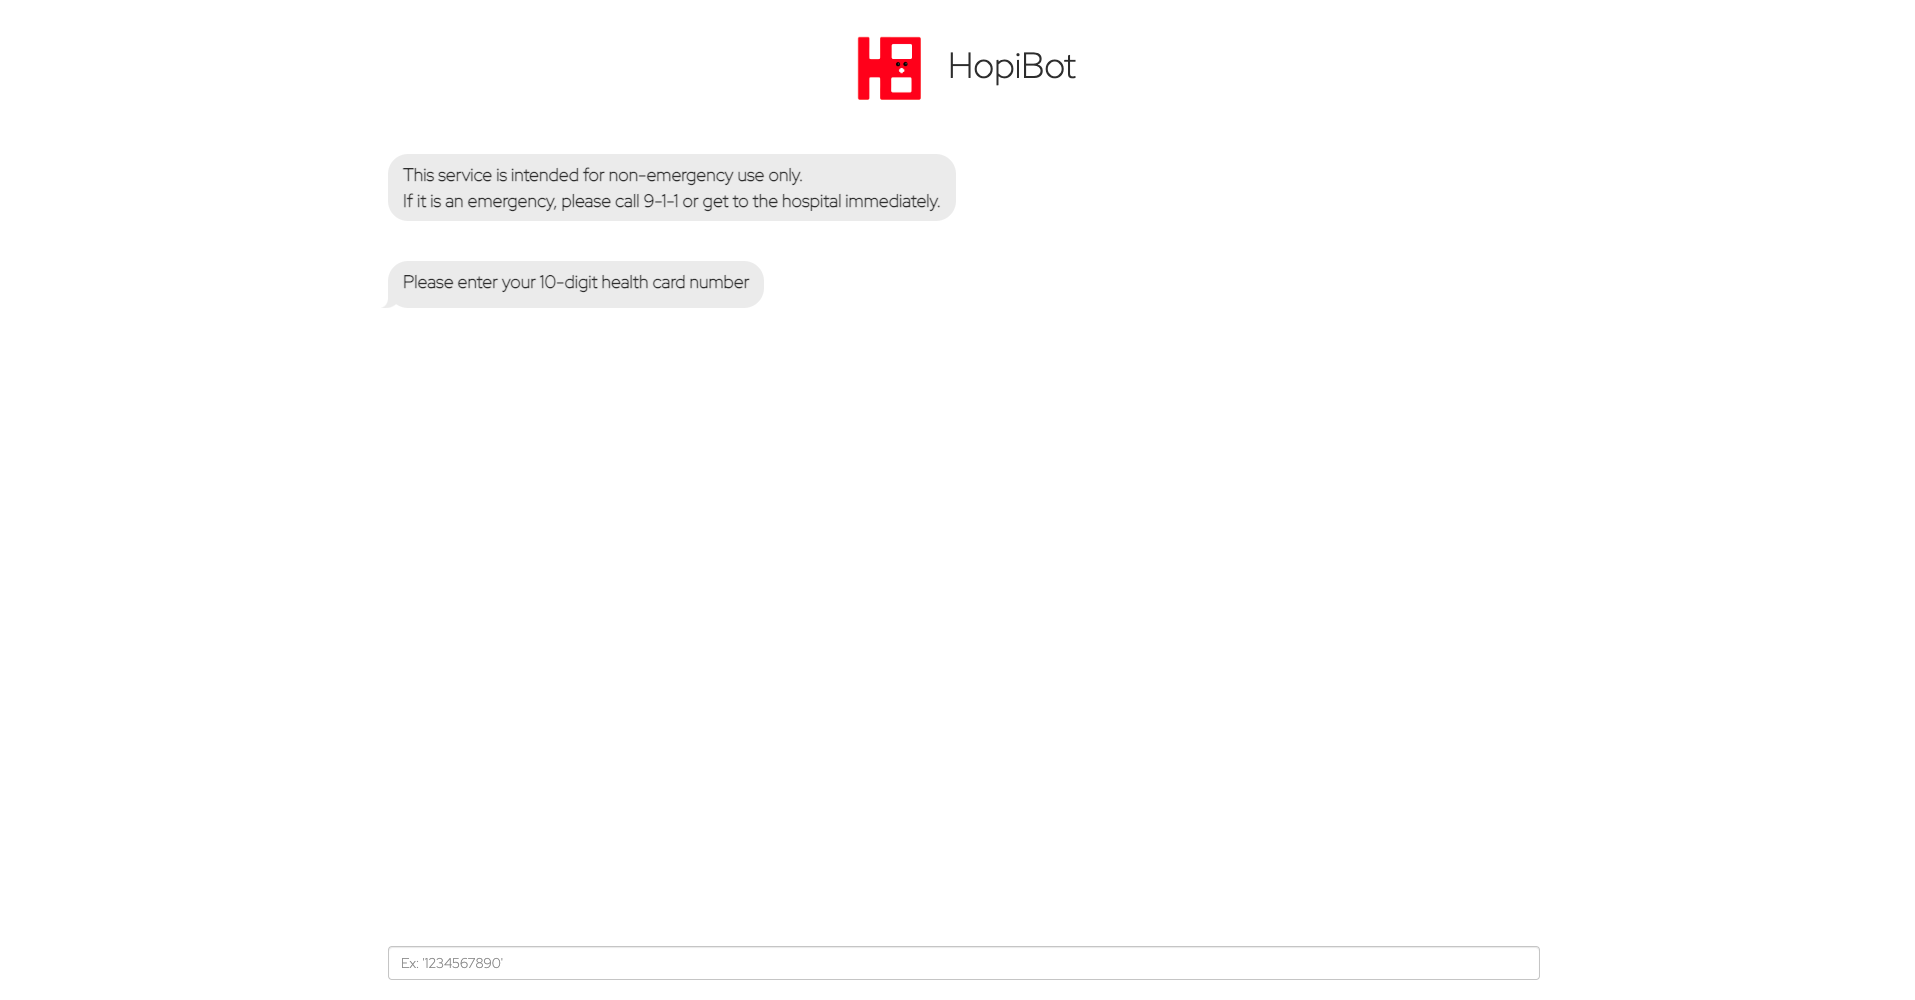 HopiBot
This service is intended for non-emergency use only.
If it is an emergency, please call 9-1-1 or get to the hospital immediately.
Please enter your 10-digit health card number
Ex: '1234567890'